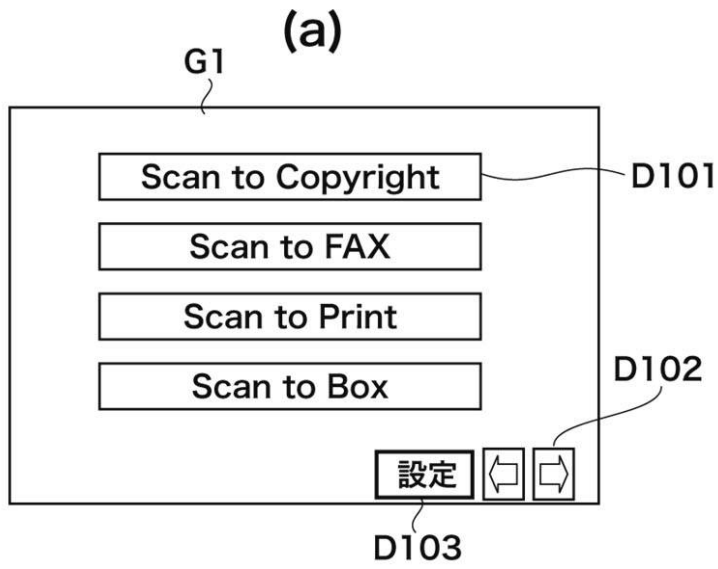 (a)
G1
Scan to Copyright
D101
Scan to FAX
Scan to Print
Scan to Box
D102
設定
D103